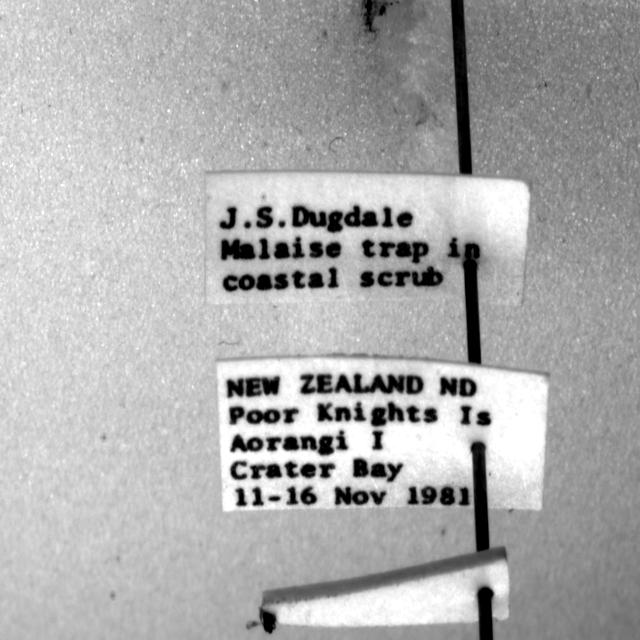 J.S.Dugdale
Malaise trap in
coastal scrub
NEW ZEALAND ND
Poor Knights Is
Aorangi I
Crater Bay
11-16 Nov 1981